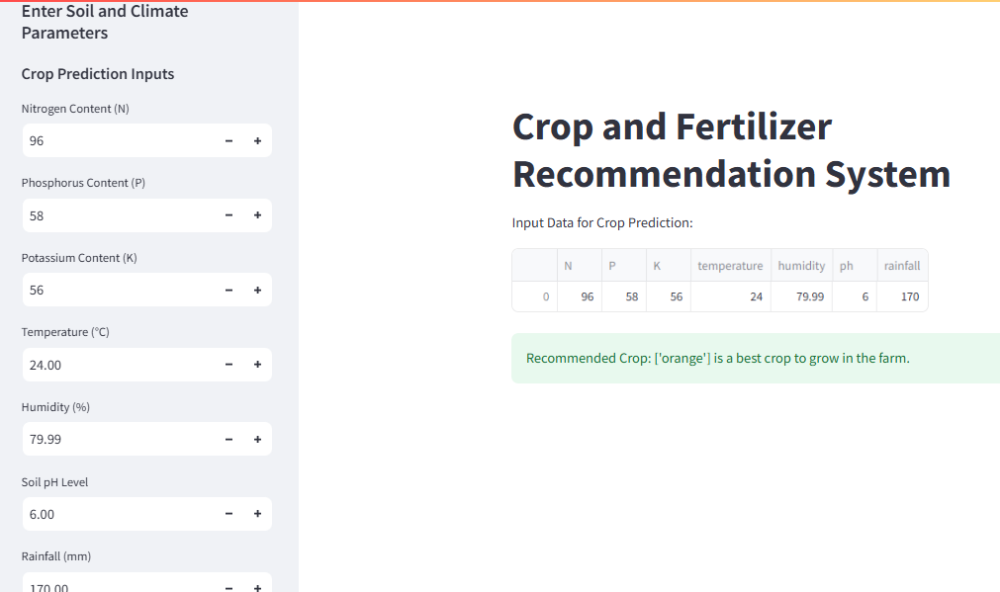 Enter Soil and Climate
Parameters
Crop Prediction Inputs
Nitrogen Content (N)
96 − +
Phosphorus Content (P)
58 − +
Potassium Content (K)
56 − +
Temperature (°C)
24.00 − +
Humidity (%)
79.99 − +
Soil pH Level
6.00 − +
Rainfall (mm)
170.00 − +
Crop and Fertilizer
Recommendation System
Input Data for Crop Prediction:
N P K temperature humidity ph rainfall
0 96 58 56 24 79.99 6 170
Recommended Crop: ['orange'] is a best crop to grow in the farm.